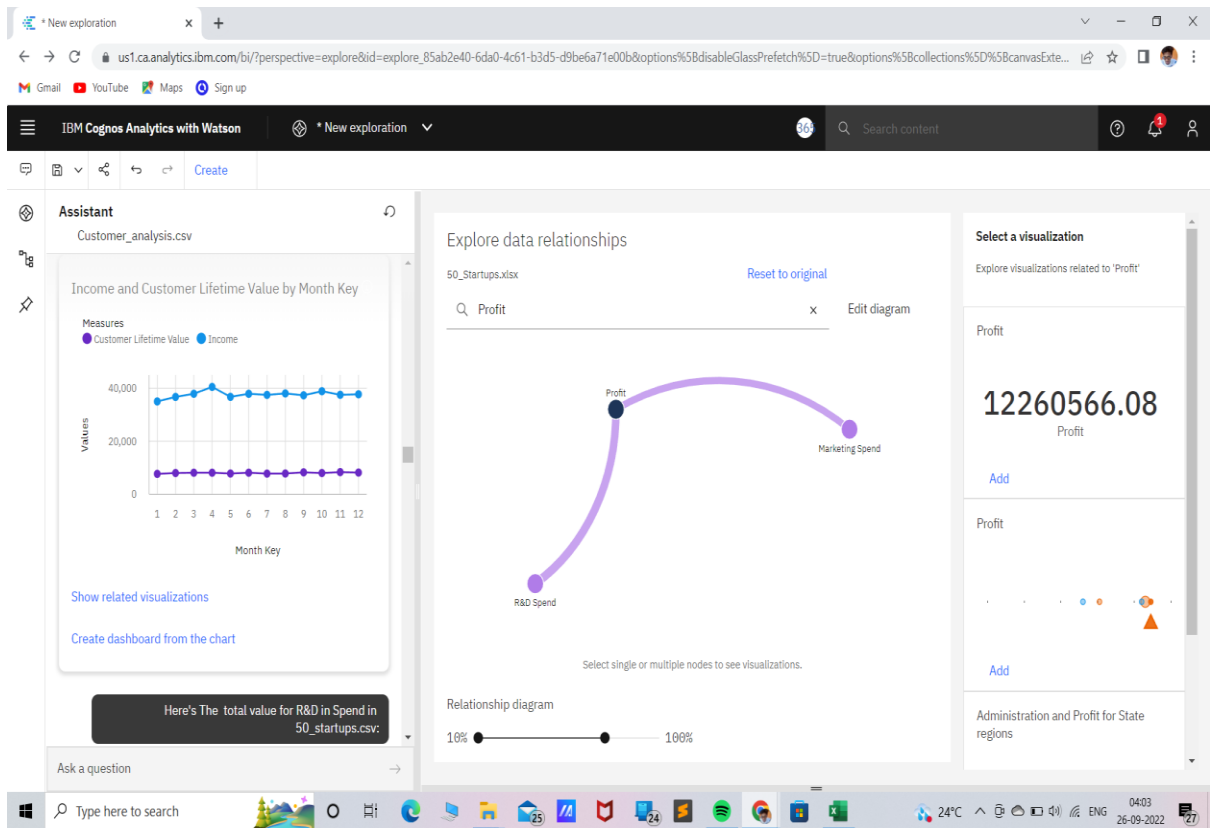 * New exploration
us1.ca.analytics.ibm.com/bi/?perspective=explore&id=explore_85ab2e40-6da0-4c61-b3d5-d9be6a71e00b&options%5BdisableGlassPrefetch%5D=true&options%5Bcollections%5D%5BcanvasExte...
Gmail YouTube Maps Sign up
IBM Cognos Analytics with Watson * New exploration 365 Search content 1
Create
Assistant
Customer_analysis.csv
Income and Customer Lifetime Value by Month Key
Measures
Customer Lifetime Value Income
40,000
20,000
0
Values
1 2 3 4 5 6 7 8 9 10 11 12
Month Key
Show related visualizations
Create dashboard from the chart
Here's The total value for R&D in Spend in
50_startups.csv:
Ask a question
Explore data relationships
50_Startups.xlsx Reset to original
Profit x Edit diagram
Profit
Marketing Spend
R&D Spend
Select single or multiple nodes to see visualizations.
Relationship diagram
10% 100%
Select a visualization
Explore visualizations related to 'Profit'
Profit
12260566.08
Profit
Add
Profit
Add
Administration and Profit for State
regions
Type here to search 25 24 24°C ENG 04:03
26-09-2022 27